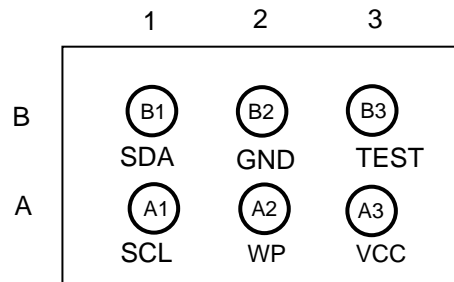 1 2 3
B B1 B2 B3
SDA GND TEST
A A1 A2 A3
SCL WP VCC